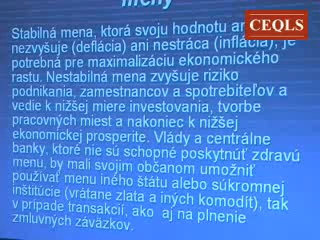 meny
CEQLS
Stabilná mena, ktorá svoju hodnotu ani
nezvyšuje (deflácia) ani nestráca (inflácia), je
potrebná pre maximalizáciu ekonomického
rastu. Nestabilná mena zvyšuje riziko
podnikania, zamestnancov a spotrebiteľov a
vedie k nižšej miere investovania, tvorbe
pracovných miest a nakoniec k nižšej
ekonomickej prosperite. Vlády a centrálne
banky, ktoré nie sú schopné poskytnúť zdravú
menu, by mali svojim občanom umožniť
používať menu iného štátu alebo súkromnej
inštitúcie (vrátane zlata a iných komodít), tak
v prípade transakcií, ako aj na plnenie
zmluvných záväzkov.